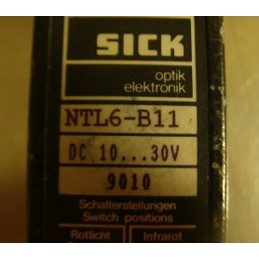 SICK
optik
elektronik
NTL6-B11
DC 10...30V
9010
Schalterstellungen
Switch positions
Rotlicht Infrarot